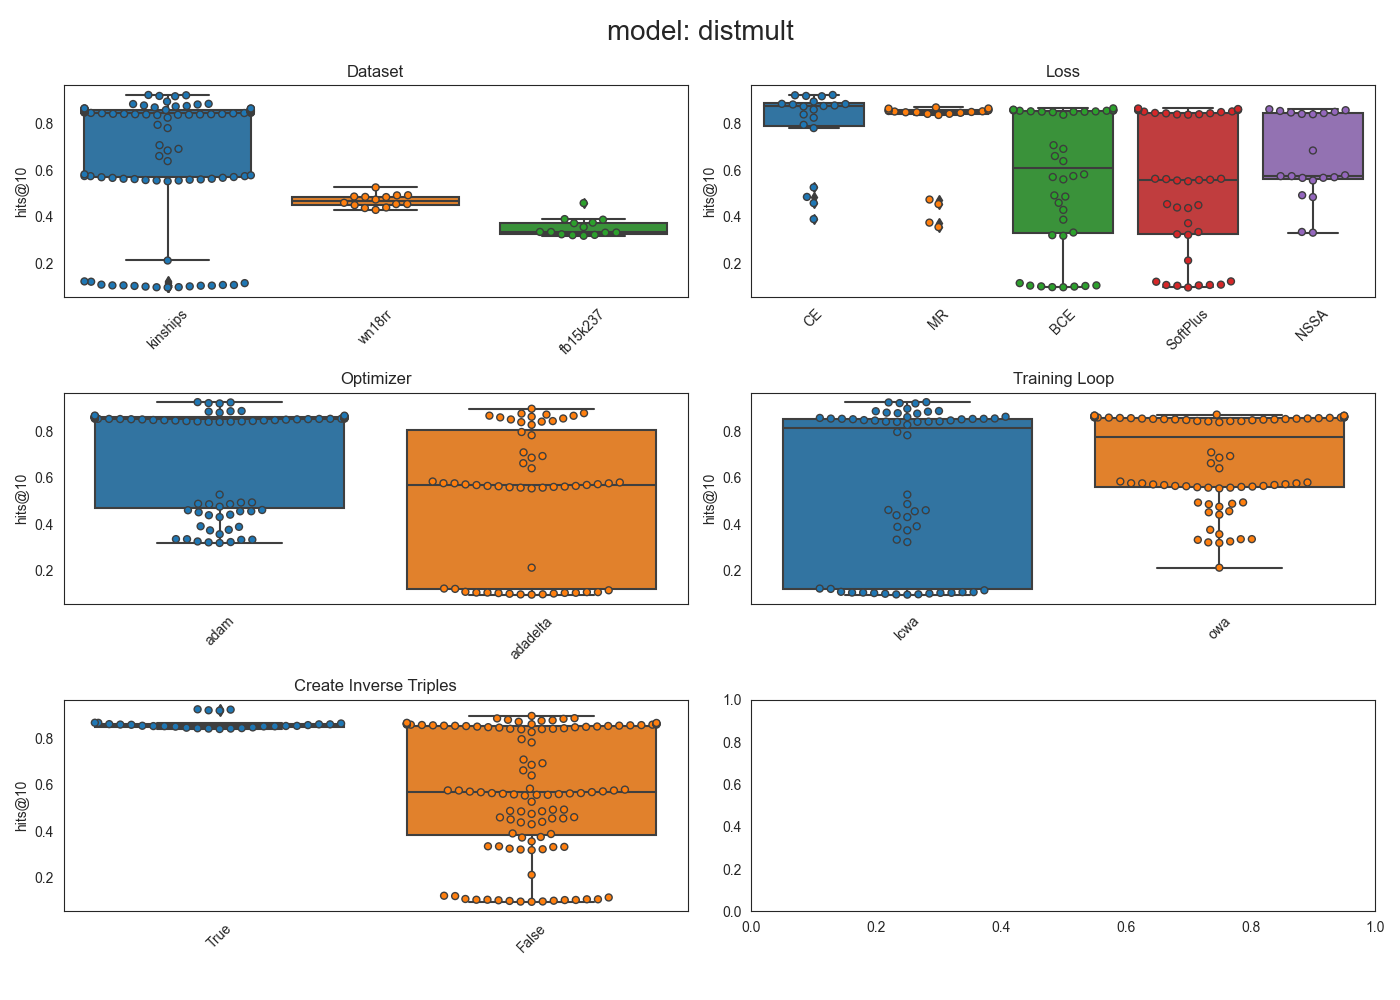 model: distmult
Dataset
hits@10
0.8
0.6
0.4
0.2
kinships
wn18rr
fb15k237
Loss
hits@10
0.8
0.6
0.4
0.2
CE
MR
BCE
SoftPlus
NSSA
Optimizer
hits@10
0.8
0.6
0.4
0.2
adam
adadelta
Training Loop
hits@10
0.8
0.6
0.4
0.2
lcwa
owa
Create Inverse Triples
hits@10
0.8
0.6
0.4
0.2
True
False
1.0
0.8
0.6
0.4
0.2
0.0
0.0 0.2 0.4 0.6 0.8 1.0